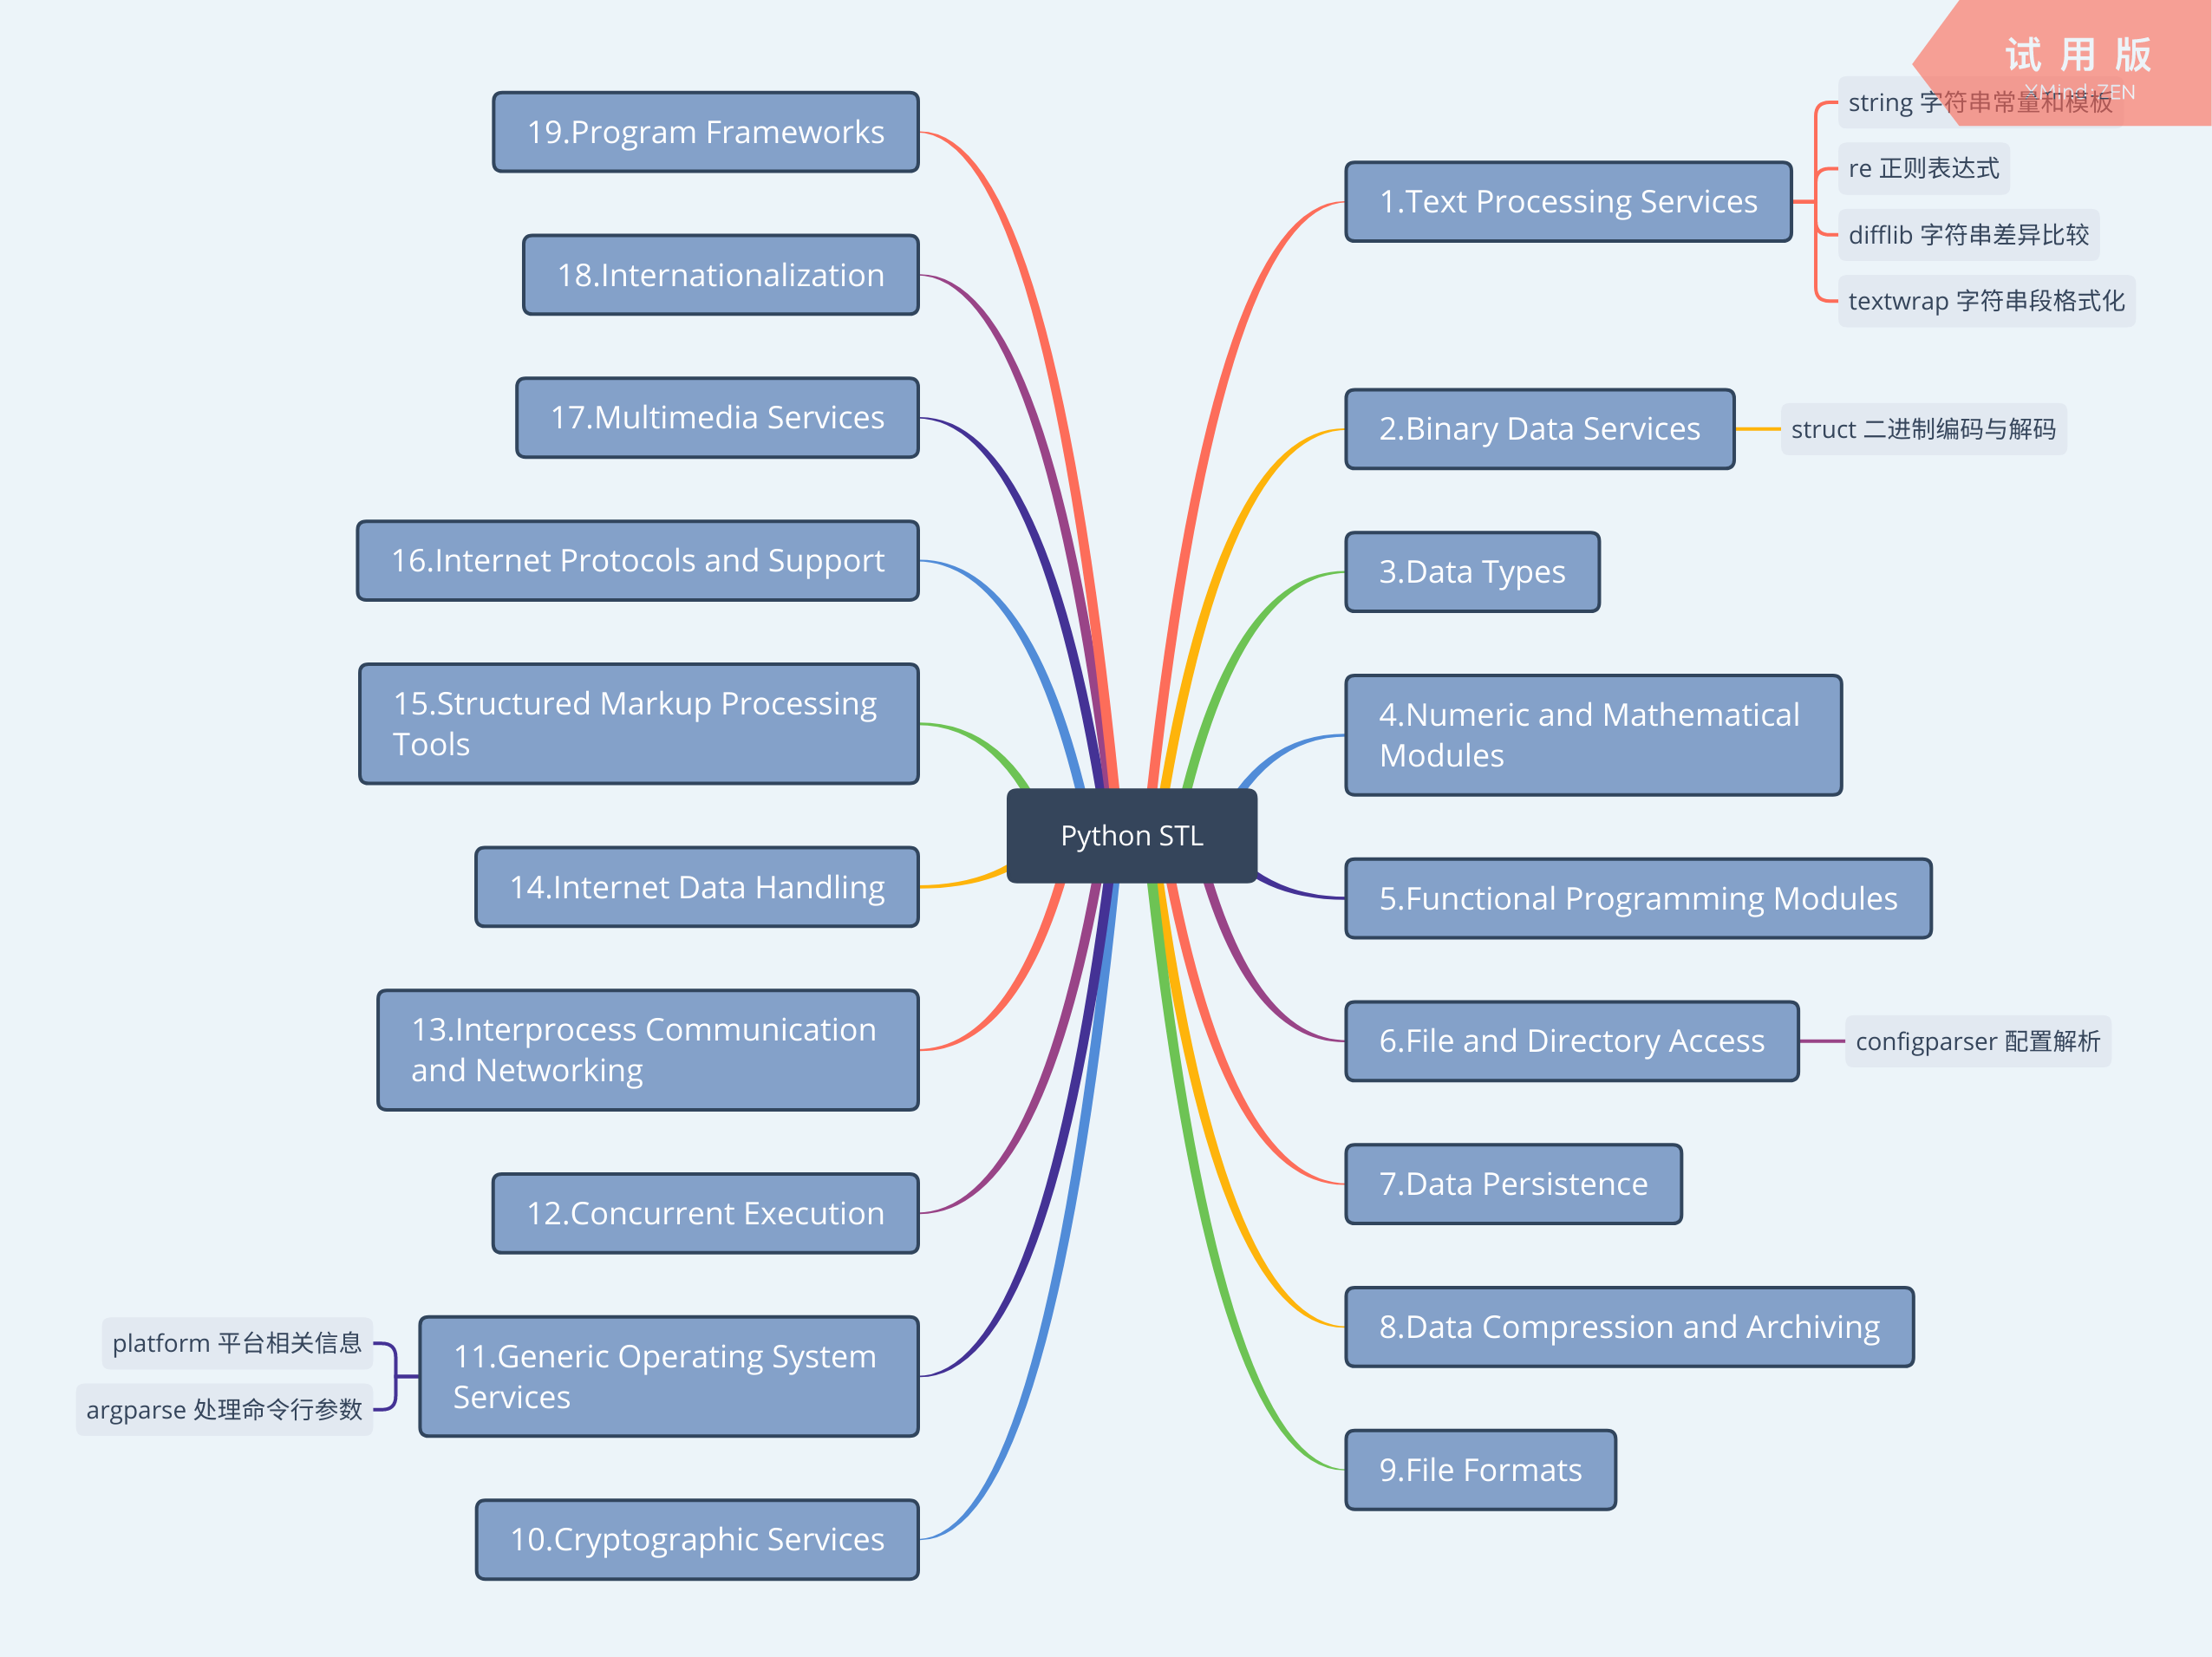 试 用 版
XMind:ZEN
Python STL
1.Text Processing Services
string 字符串常量和模板
re 正则表达式
difflib 字符串差异比较
textwrap 字符串段格式化
2.Binary Data Services
struct 二进制编码与解码
3.Data Types
4.Numeric and Mathematical
Modules
5.Functional Programming Modules
6.File and Directory Access
configparser 配置解析
7.Data Persistence
8.Data Compression and Archiving
9.File Formats
10.Cryptographic Services
11.Generic Operating System
Services
platform 平台相关信息
argparse 处理命令行参数
12.Concurrent Execution
13.Interprocess Communication
and Networking
14.Internet Data Handling
15.Structured Markup Processing
Tools
16.Internet Protocols and Support
17.Multimedia Services
18.Internationalization
19.Program Frameworks